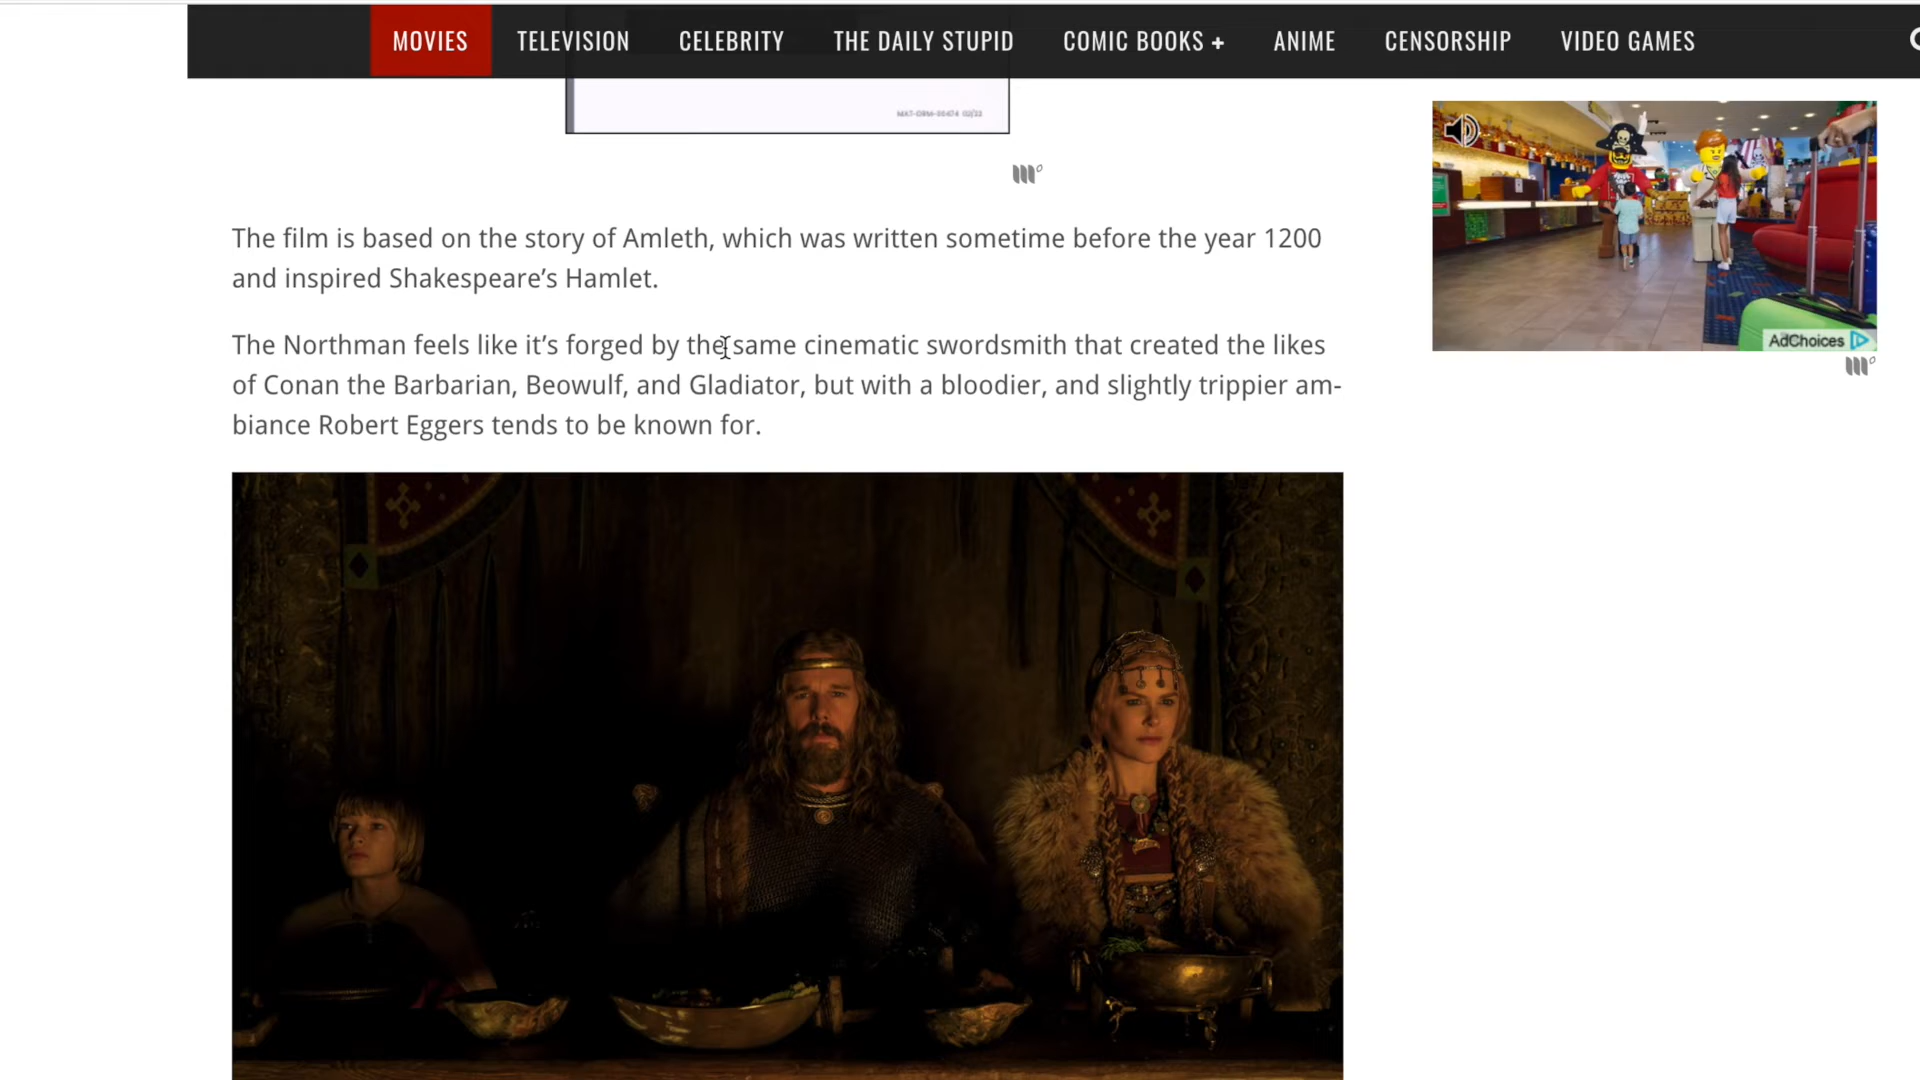 MOVIES TELEVISION CELEBRITY THE DAILY STUPID COMIC BOOKS + ANIME CENSORSHIP VIDEO GAMES
AdChoices
The film is based on the story of Amleth, which was written sometime before the year 1200
and inspired Shakespeare’s Hamlet.
The Northman feels like it’s forged by the same cinematic swordsmith that created the likes
of Conan the Barbarian, Beowulf, and Gladiator, but with a bloodier, and slightly trippier am-
biance Robert Eggers tends to be known for.